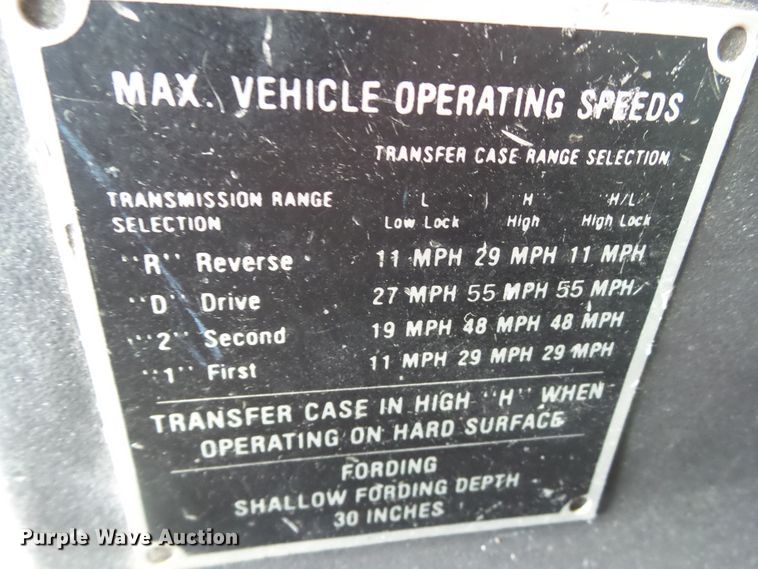 MAX. VEHICLE OPERATING SPEEDS
TRANSFER CASE RANGE SELECTION
TRANSMISSION RANGE L H "H/L"
SELECTION Low Lock High High Lock
"R" Reverse 11 MPH 29 MPH 11 MPH
"D" Drive 27 MPH 55 MPH 55 MPH
"2" Second 19 MPH 48 MPH 48 MPH
"1" First 11 MPH 29 MPH 29 MPH
TRANSFER CASE IN HIGH "H" WHEN
OPERATING ON HARD SURFACE
FORDING
SHALLOW FORDING DEPTH
30 INCHES
Purple Wave Auction